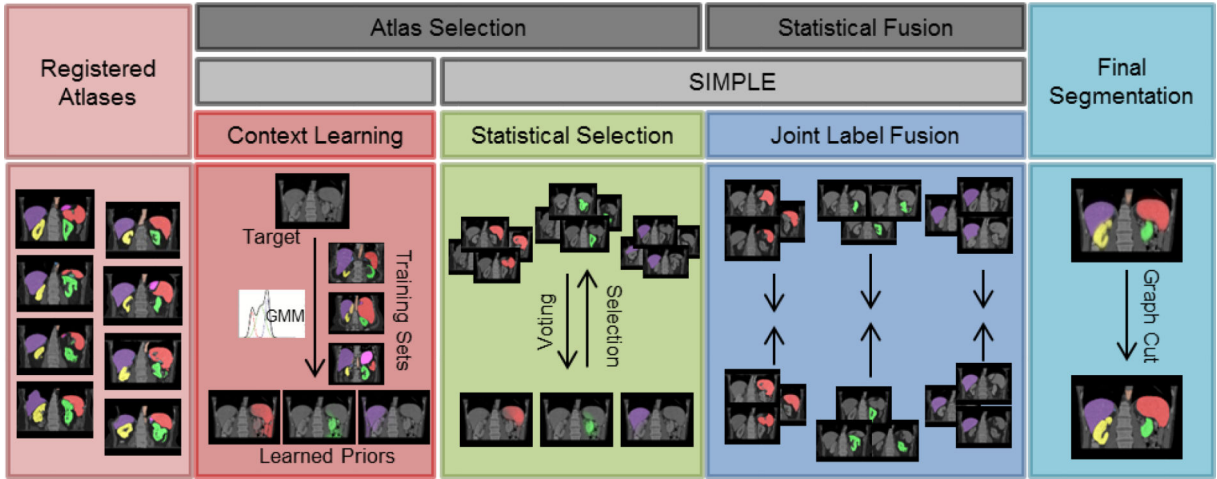 Registered
Atlases
Atlas Selection
Statistical Fusion
SIMPLE
Final
Segmentation
Context Learning
Statistical Selection
Joint Label Fusion
Target
GMM
Training Sets
Learned Priors
Voting
Selection
Graph Cut